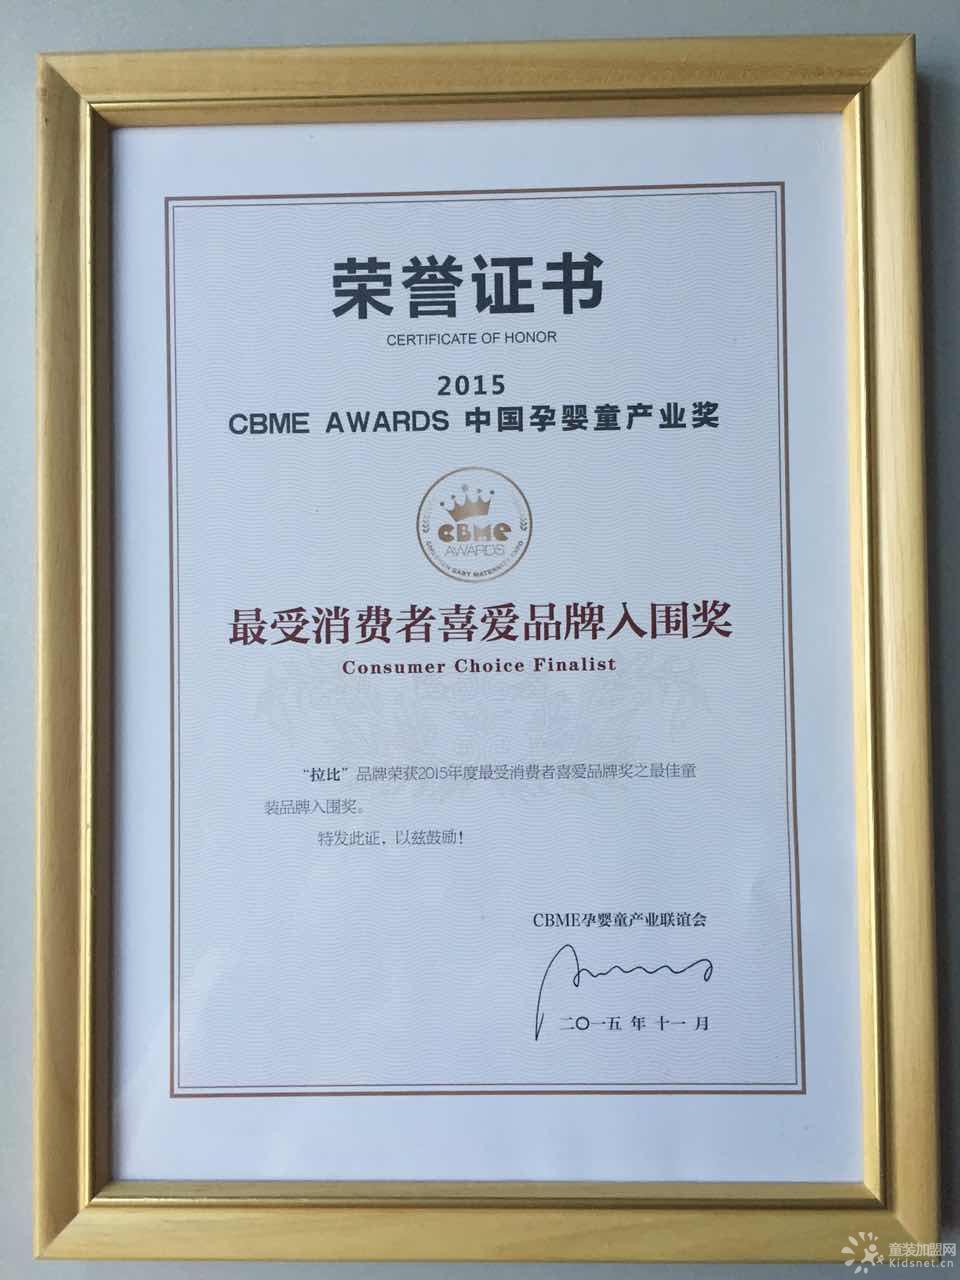 荣誉证书
CERTIFICATE OF HONOR
2015
CBME AWARDS 中国孕婴童产业奖
CBME
AWARDS
最受消费者喜爱品牌入围奖
Consumer Choice Finalist
“拉比”品牌荣获2015年度最受消费者喜爱品牌奖之最佳童
装品牌入围奖。
特发此证，以兹鼓励！
CBME孕婴童产业联谊会
二〇一五 年 十一 月
童装加盟网
Kidsnet.cn